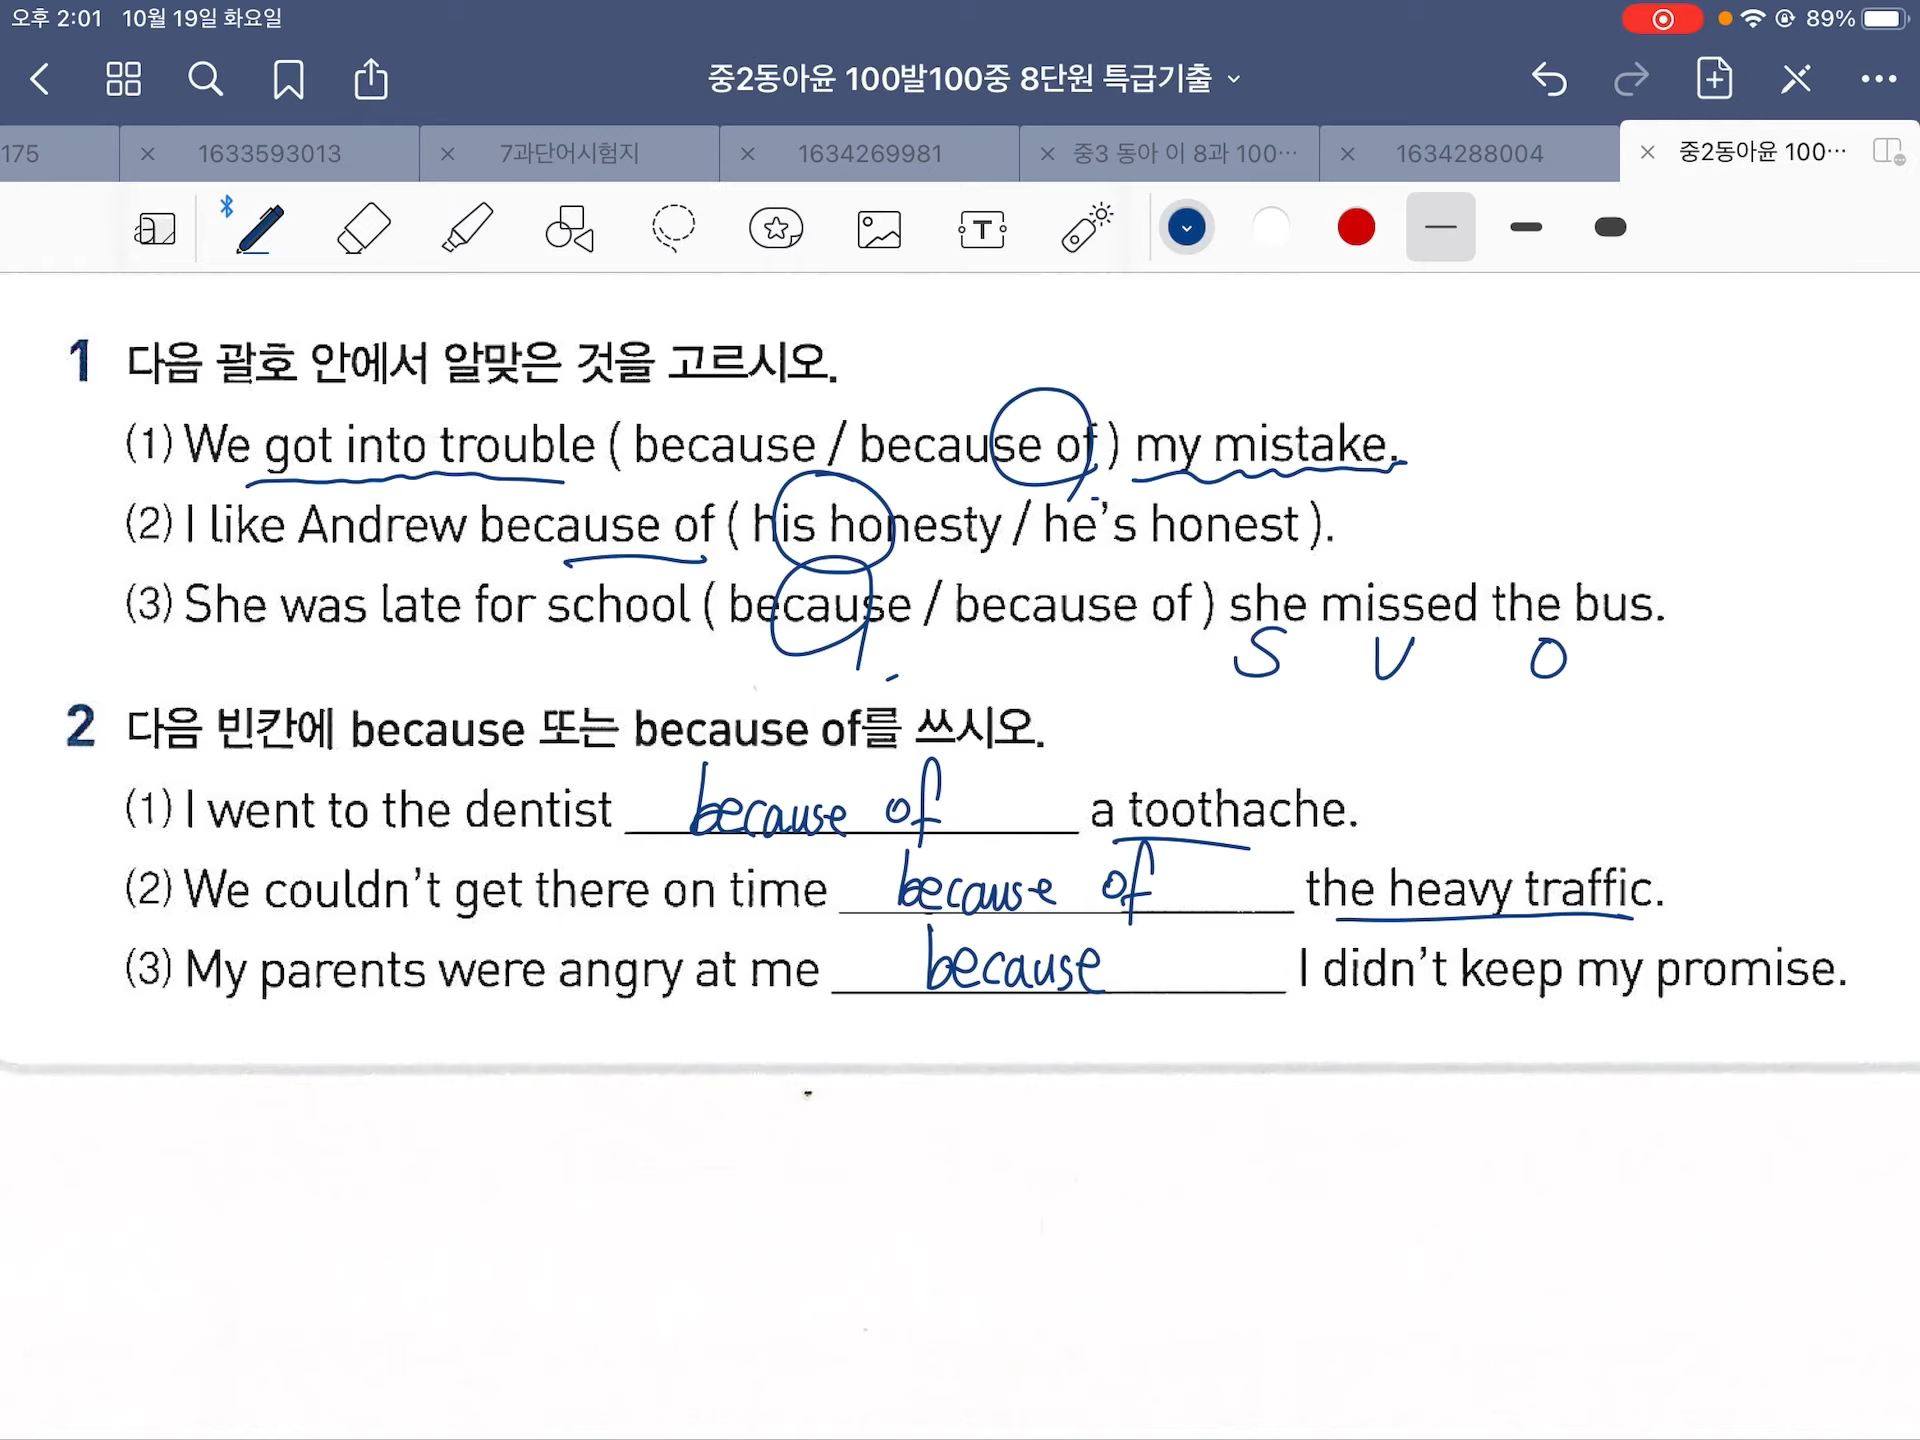 오후 2:01 10월 19일 화요일 89%
중2동아윤 100발100중 8단원 특급기출
175 1633593013 7과단어시험지 1634269981 중3 동아 이 8과 100… 1634288004 중2동아윤 100…
1 다음 괄호 안에서 알맞은 것을 고르시오.
(1) We got into trouble ( because / because of ) my mistake.
(2) I like Andrew because of ( his honesty / he's honest ).
(3) She was late for school ( because / because of ) she missed the bus.
S V O
2 다음 빈칸에 because 또는 because of를 쓰시오.
(1) I went to the dentist because of a toothache.
(2) We couldn't get there on time because of the heavy traffic.
(3) My parents were angry at me because I didn't keep my promise.